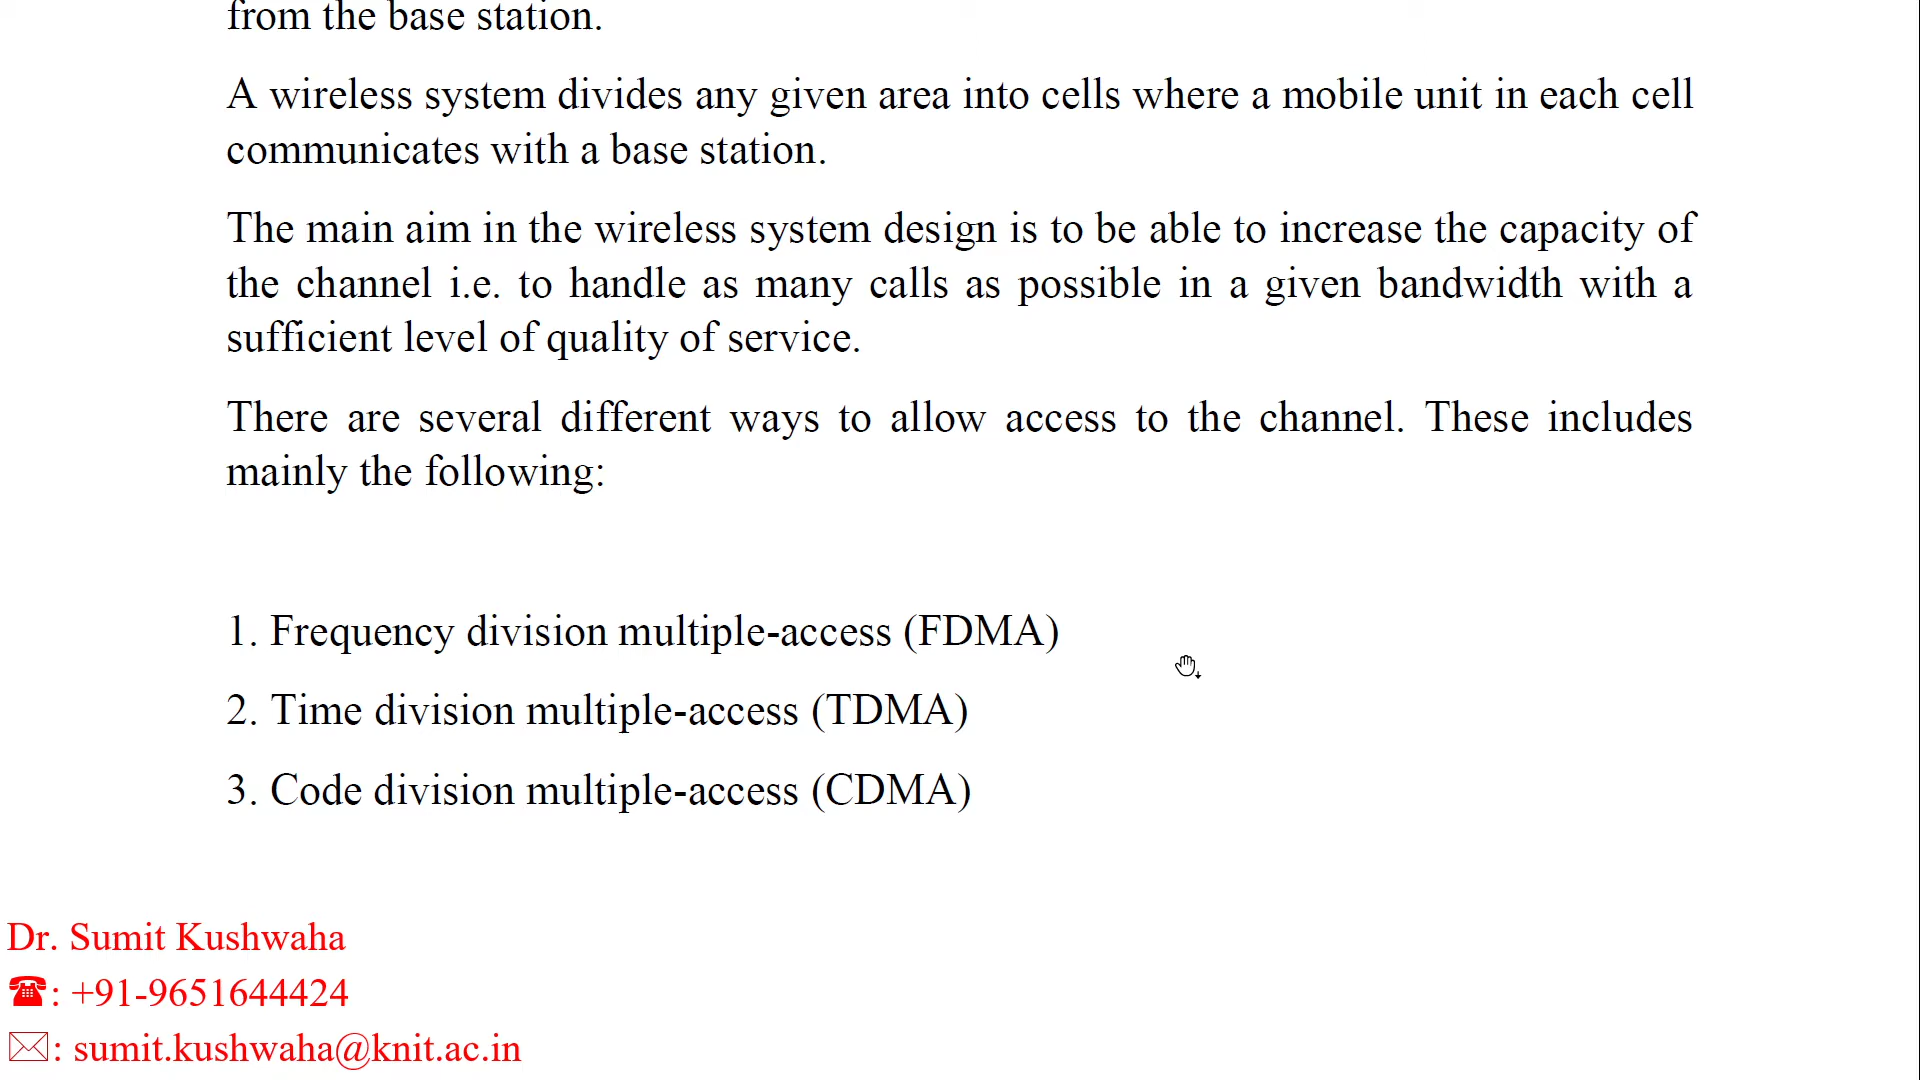 from the base station.
A wireless system divides any given area into cells where a mobile unit in each cell
communicates with a base station.
The main aim in the wireless system design is to be able to increase the capacity of
the channel i.e. to handle as many calls as possible in a given bandwidth with a
sufficient level of quality of service.
There are several different ways to allow access to the channel. These includes
mainly the following:
1. Frequency division multiple-access (FDMA)
2. Time division multiple-access (TDMA)
3. Code division multiple-access (CDMA)
Dr. Sumit Kushwaha
☎: +91-9651644424
✉: sumit.kushwaha@knit.ac.in